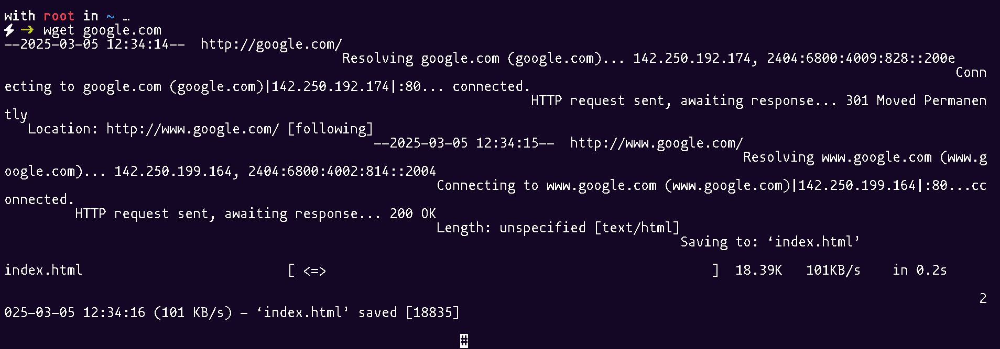 with root in ~ …
⚡ ➜ wget google.com
--2025-03-05 12:34:14--  http://google.com/
Resolving google.com (google.com)... 142.250.192.174, 2404:6800:4009:828::200e
Conn
ecting to google.com (google.com)|142.250.192.174|:80... connected.
HTTP request sent, awaiting response... 301 Moved Permanen
tly
Location: http://www.google.com/ [following]
--2025-03-05 12:34:15--  http://www.google.com/
Resolving www.google.com (www.g
oogle.com)... 142.250.199.164, 2404:6800:4002:814::2004
Connecting to www.google.com (www.google.com)|142.250.199.164|:80...cc
onnected.
HTTP request sent, awaiting response... 200 OK
Length: unspecified [text/html]
Saving to: ‘index.html’
index.html [ <=> ] 18.39K 101KB/s in 0.2s
2
025-03-05 12:34:16 (101 KB/s) - ‘index.html’ saved [18835]
#